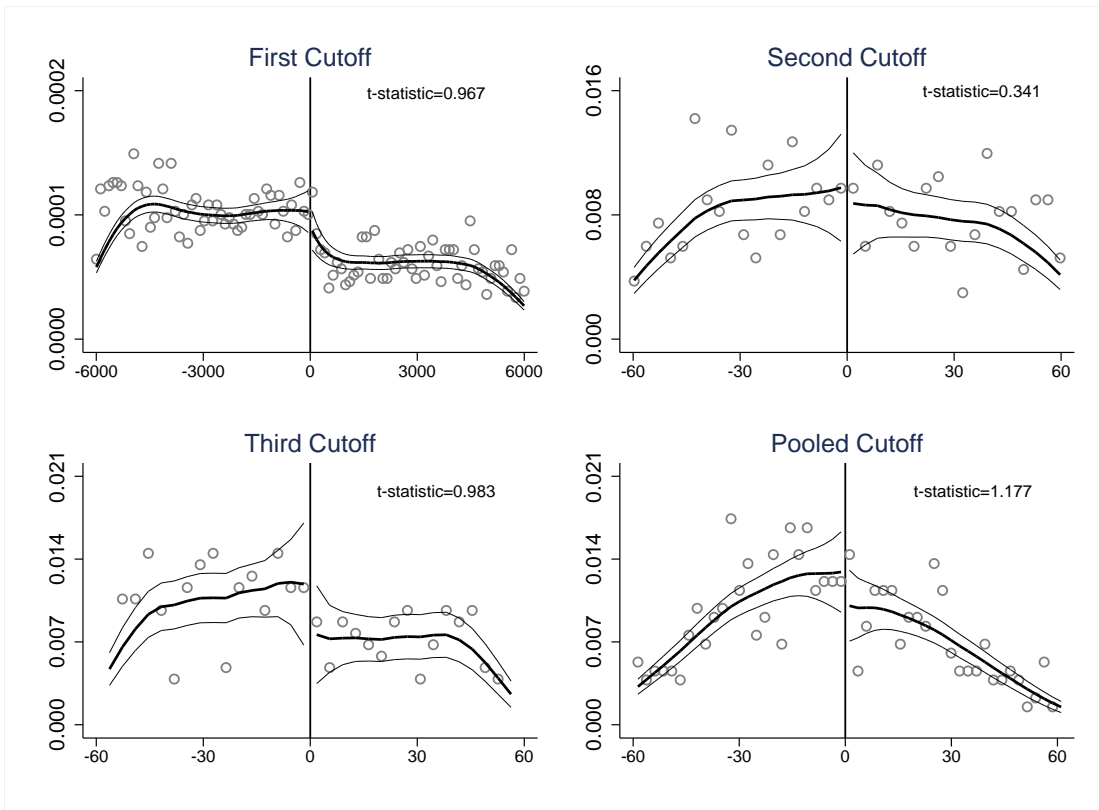 First Cutoff
t-statistic=0.967
0.0002
0.0001
0.0000
-6000 -3000 0 3000 6000
Second Cutoff
t-statistic=0.341
0.016
0.008
0.000
-60 -30 0 30 60
Third Cutoff
t-statistic=0.983
0.021
0.014
0.007
0.000
-60 -30 0 30 60
Pooled Cutoff
t-statistic=1.177
0.021
0.014
0.007
0.000
-60 -30 0 30 60